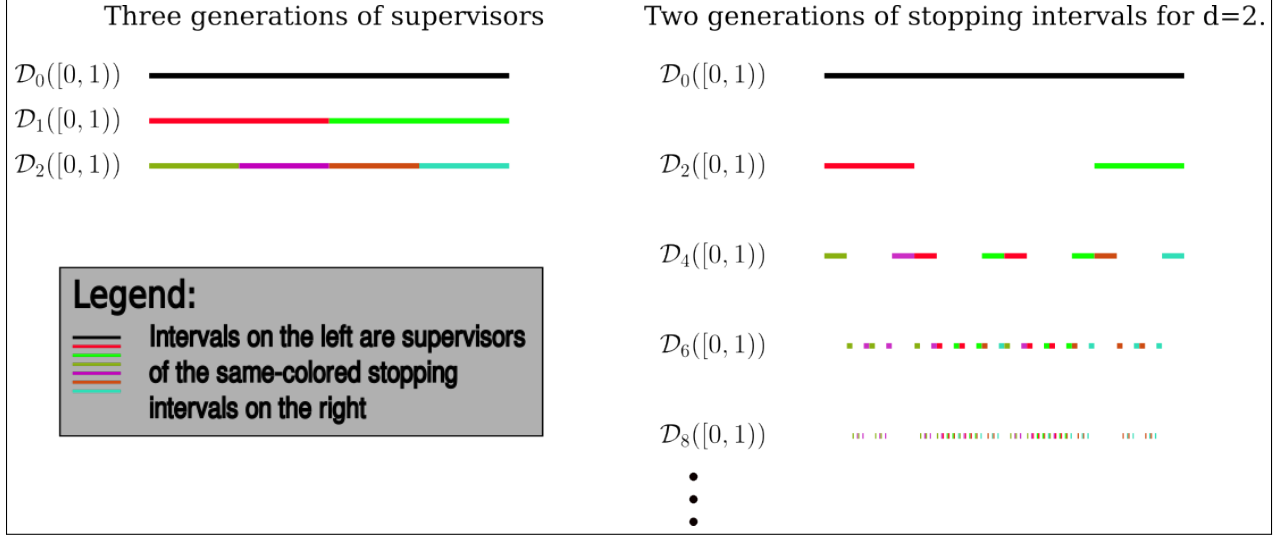 Three generations of supervisors
Two generations of stopping intervals for d=2.
𝒟₀([0, 1))
𝒟₁([0, 1))
𝒟₂([0, 1))
Legend:
Intervals on the left are supervisors
of the same-colored stopping
intervals on the right
𝒟₀([0, 1))
𝒟₂([0, 1))
𝒟₄([0, 1))
𝒟₆([0, 1))
𝒟₈([0, 1))